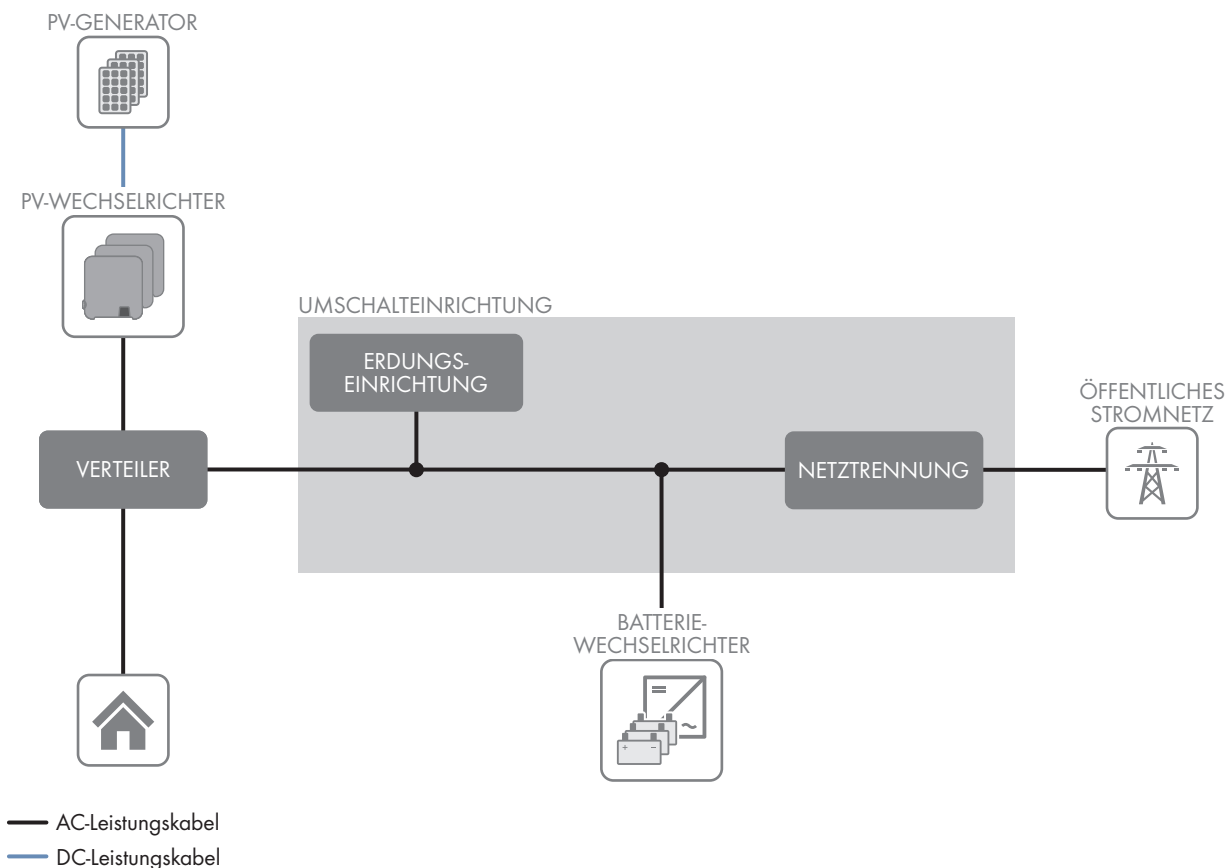 PV-GENERATOR
PV-WECHSELRICHTER
UMSCHALTEINRICHTUNG
ERDUNGS-
EINRICHTUNG
ÖFFENTLICHES
STROMNETZ
VERTEILER
NETZTRENNUNG
BATTERIE-
WECHSELRICHTER
AC-Leistungskabel
DC-Leistungskabel